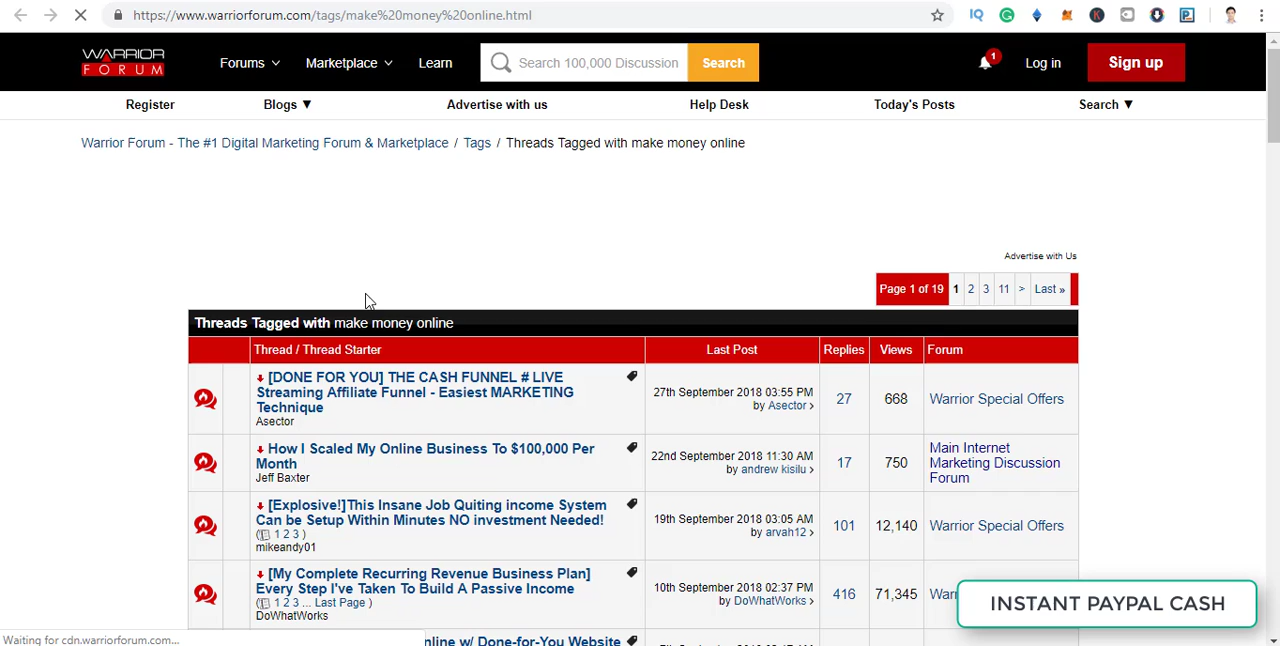 https://www.warriorforum.com/tags/make%20money%20online.html
WARRIOR
FORUM
Forums
Marketplace
Learn
Search 100,000 Discussion
Search
1
Log in
Sign up
Register
Blogs ▼
Advertise with us
Help Desk
Today's Posts
Search ▼
Warrior Forum - The #1 Digital Marketing Forum & Marketplace / Tags / Threads Tagged with make money online
Advertise with Us
Page 1 of 19 1 2 3 11 > Last »
Threads Tagged with make money online
Thread / Thread Starter
Last Post
Replies
Views
Forum
[DONE FOR YOU] THE CASH FUNNEL # LIVE
Streaming Affiliate Funnel - Easiest MARKETING
Technique
Asector
27th September 2018 03:55 PM
by Asector ›
27
668
Warrior Special Offers
How I Scaled My Online Business To $100,000 Per
Month
Jeff Baxter
22nd September 2018 11:30 AM
by andrew kisilu ›
17
750
Main Internet
Marketing Discussion
Forum
[Explosive!]This Insane Job Quiting income System
Can be Setup Within Minutes NO investment Needed!
( 1 2 3 )
mikeandy01
19th September 2018 03:05 AM
by arvah12 ›
101
12,140
Warrior Special Offers
[My Complete Recurring Revenue Business Plan]
Every Step I've Taken To Build A Passive Income
( 1 2 3 ... Last Page )
DoWhatWorks
10th September 2018 02:37 PM
by DoWhatWorks ›
416
71,345
INSTANT PAYPAL CASH
Waiting for cdn.warriorforum.com...
w/ Done-for-You Website